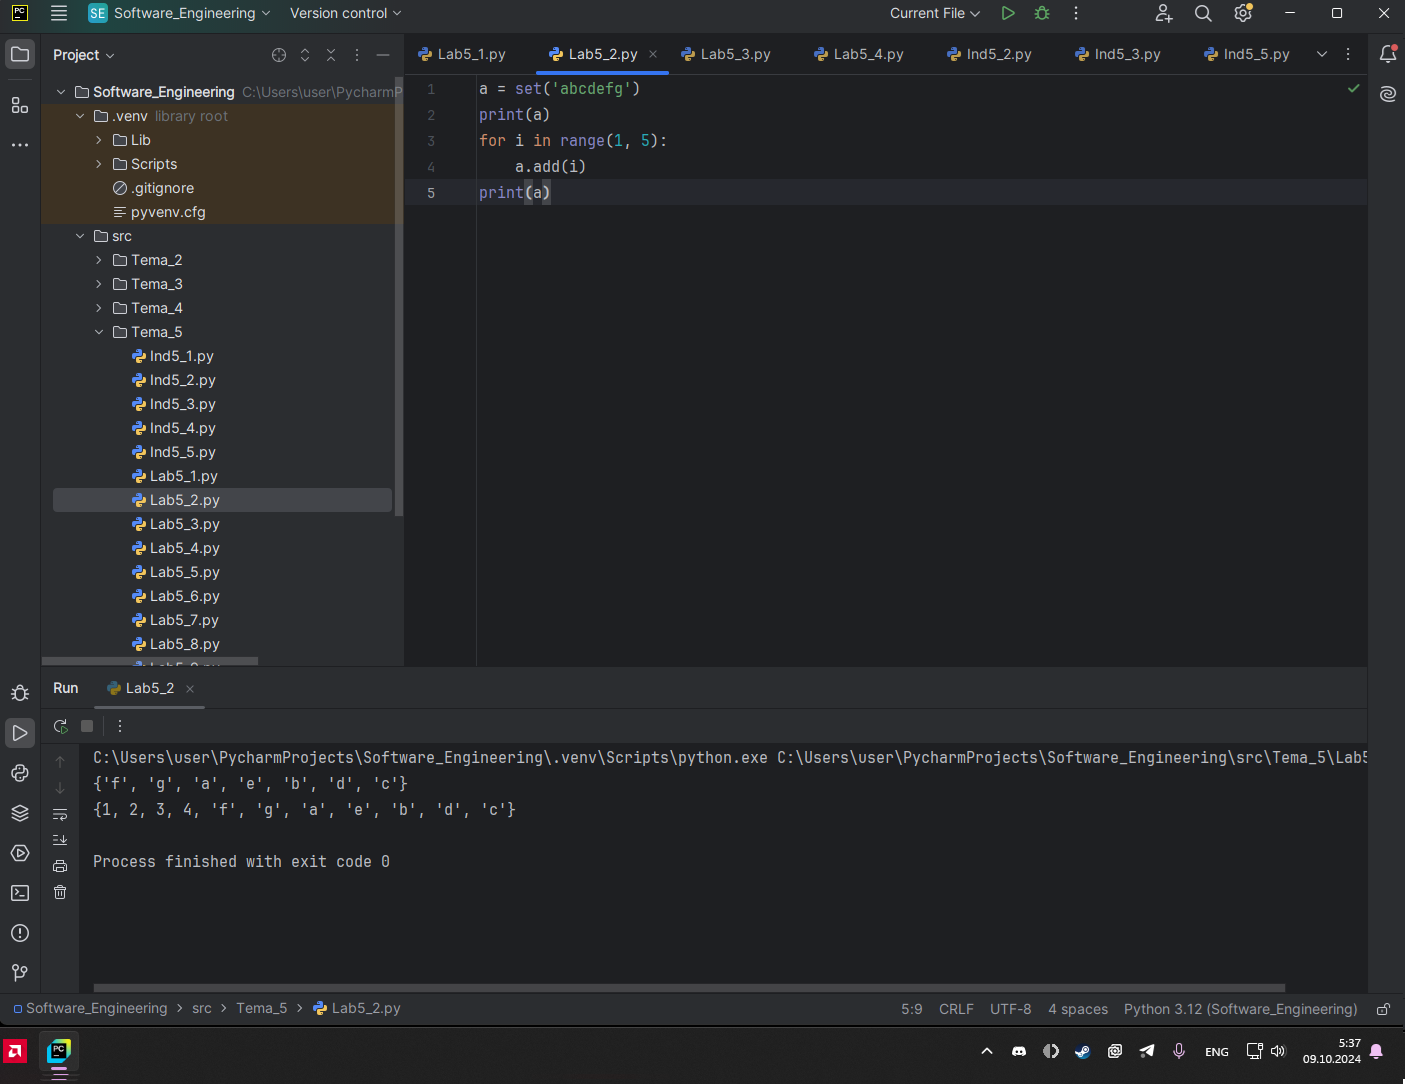 PC
SE Software_Engineering Version control Current File
Project
Lab5_1.py Lab5_2.py Lab5_3.py Lab5_4.py Ind5_2.py Ind5_3.py Ind5_5.py
Software_Engineering C:\Users\user\PycharmP
.venv library root
Lib
Scripts
.gitignore
pyvenv.cfg
src
Tema_2
Tema_3
Tema_4
Tema_5
Ind5_1.py
Ind5_2.py
Ind5_3.py
Ind5_4.py
Ind5_5.py
Lab5_1.py
Lab5_2.py
Lab5_3.py
Lab5_4.py
Lab5_5.py
Lab5_6.py
Lab5_7.py
Lab5_8.py
1 a = set('abcdefg')
2 print(a)
3 for i in range(1, 5):
4     a.add(i)
5 print(a)
Run Lab5_2
C:\Users\user\PycharmProjects\Software_Engineering\.venv\Scripts\python.exe C:\Users\user\PycharmProjects\Software_Engineering\src\Tema_5\Lab5
{'f', 'g', 'a', 'e', 'b', 'd', 'c'}
{1, 2, 3, 4, 'f', 'g', 'a', 'e', 'b', 'd', 'c'}
Process finished with exit code 0
Software_Engineering > src > Tema_5 > Lab5_2.py 5:9 CRLF UTF-8 4 spaces Python 3.12 (Software_Engineering)
PC ENG 5:37
09.10.2024